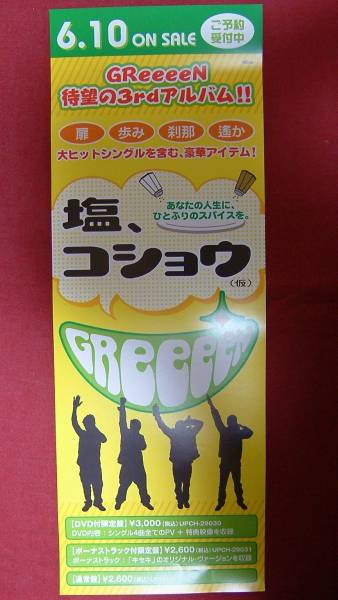 6.10 ON SALE
ご予約
受付中
GReeeeN
待望の3rdアルバム!!
扉 歩み 刹那 遥か
大ヒットシングルを含む、豪華アイテム!
あなたの人生に、
ひとふりのスパイスを。
塩、
コショウ
(仮)
GReeeeN
【DVD付限定盤】¥3,000(税込)UPCH-29030
DVD内容:シングル4曲全てのPV + 特典映像を収録
【ボーナストラック付限定盤】¥2,600(税込)UPCH-29031
ボーナストラック:「キセキ」のオリジナル・ヴァージョンを収録
【通常盤】¥2,600(税込)